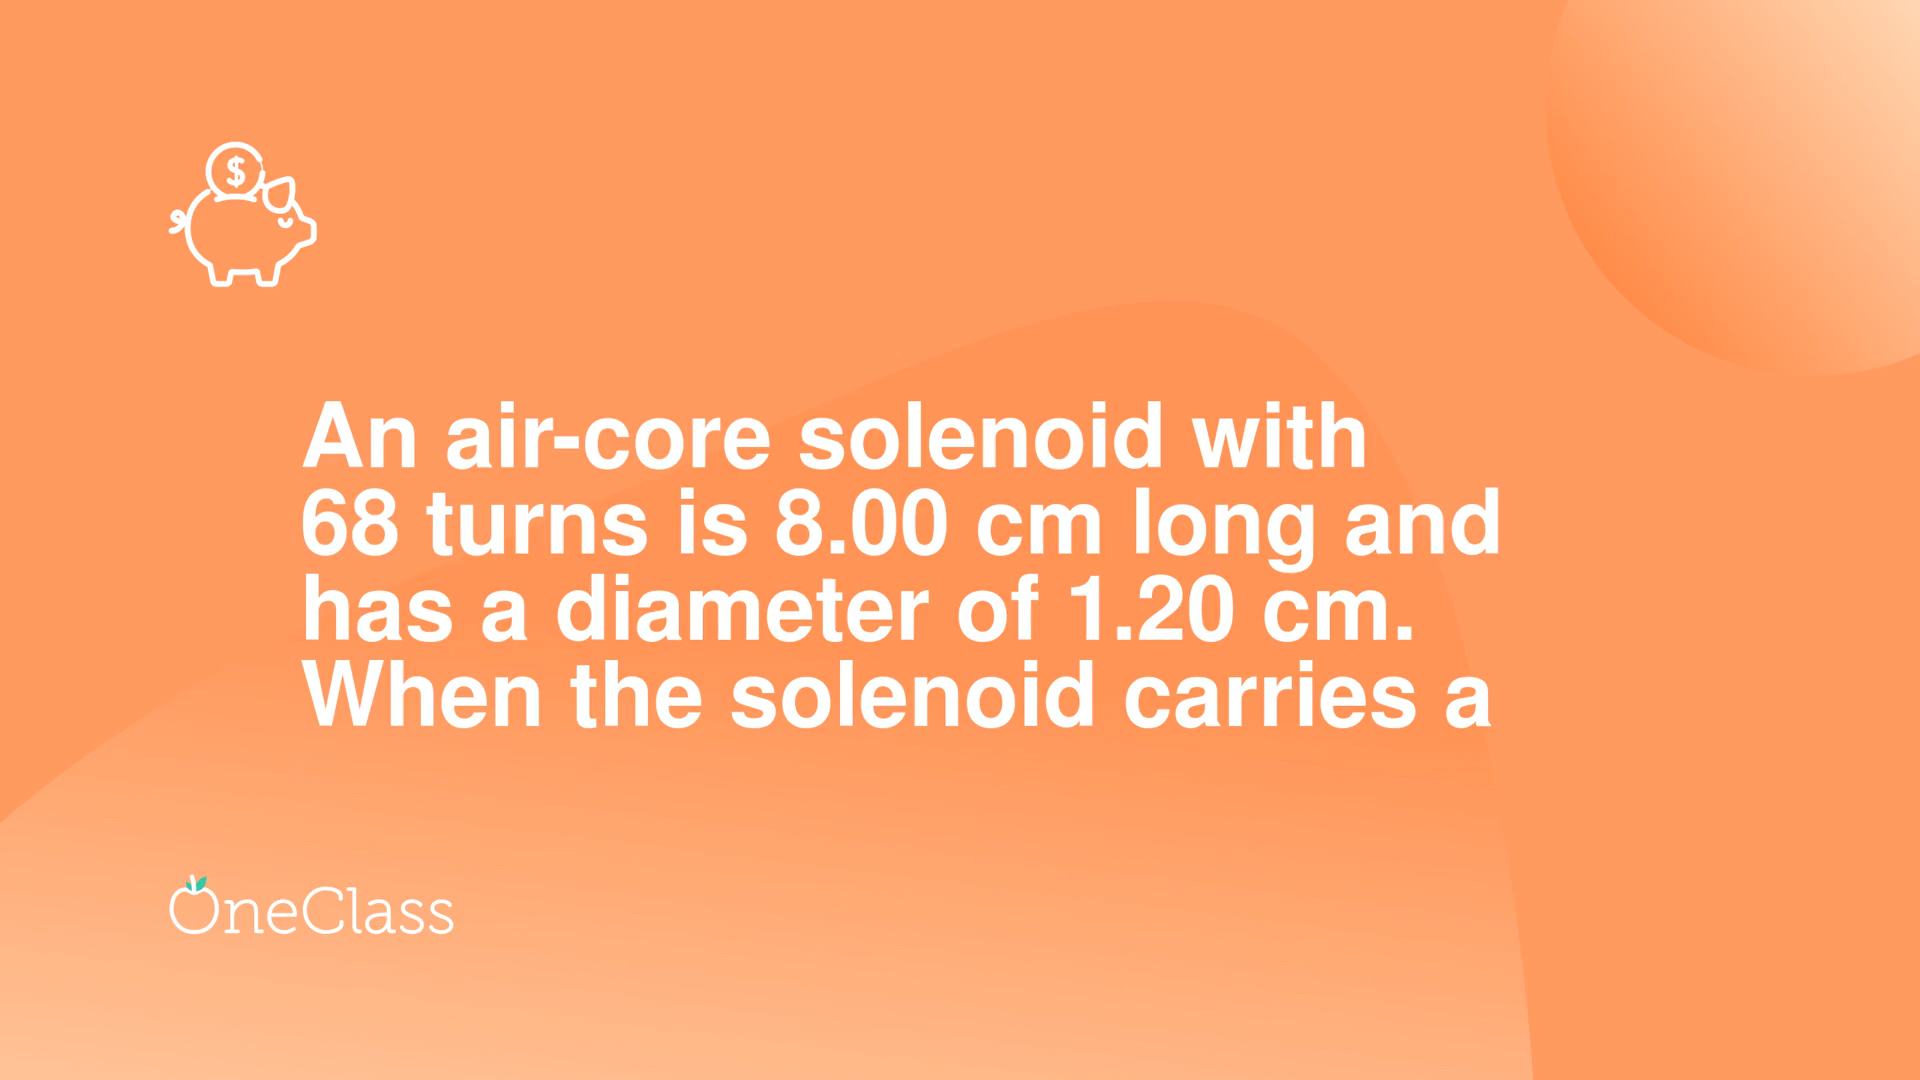 $
An air-core solenoid with
68 turns is 8.00 cm long and
has a diameter of 1.20 cm.
When the solenoid carries a
OneClass